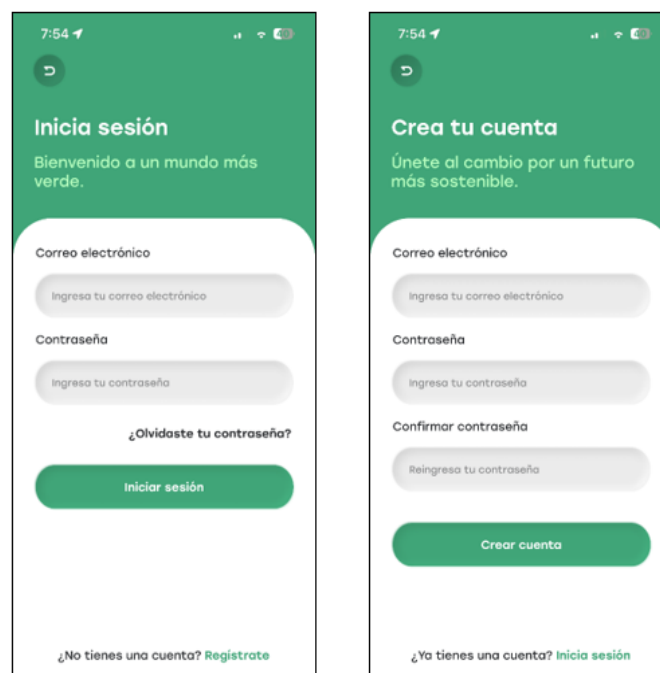 7:54
40
Inicia sesión
Bienvenido a un mundo más
verde.
Correo electrónico
Ingresa tu correo electrónico
Contraseña
Ingresa tu contraseña
¿Olvidaste tu contraseña?
Iniciar sesión
¿No tienes una cuenta? Regístrate
7:54
40
Crea tu cuenta
Únete al cambio por un futuro
más sostenible.
Correo electrónico
Ingresa tu correo electrónico
Contraseña
Ingresa tu contraseña
Confirmar contraseña
Reingresa tu contraseña
Crear cuenta
¿Ya tienes una cuenta? Inicia sesión